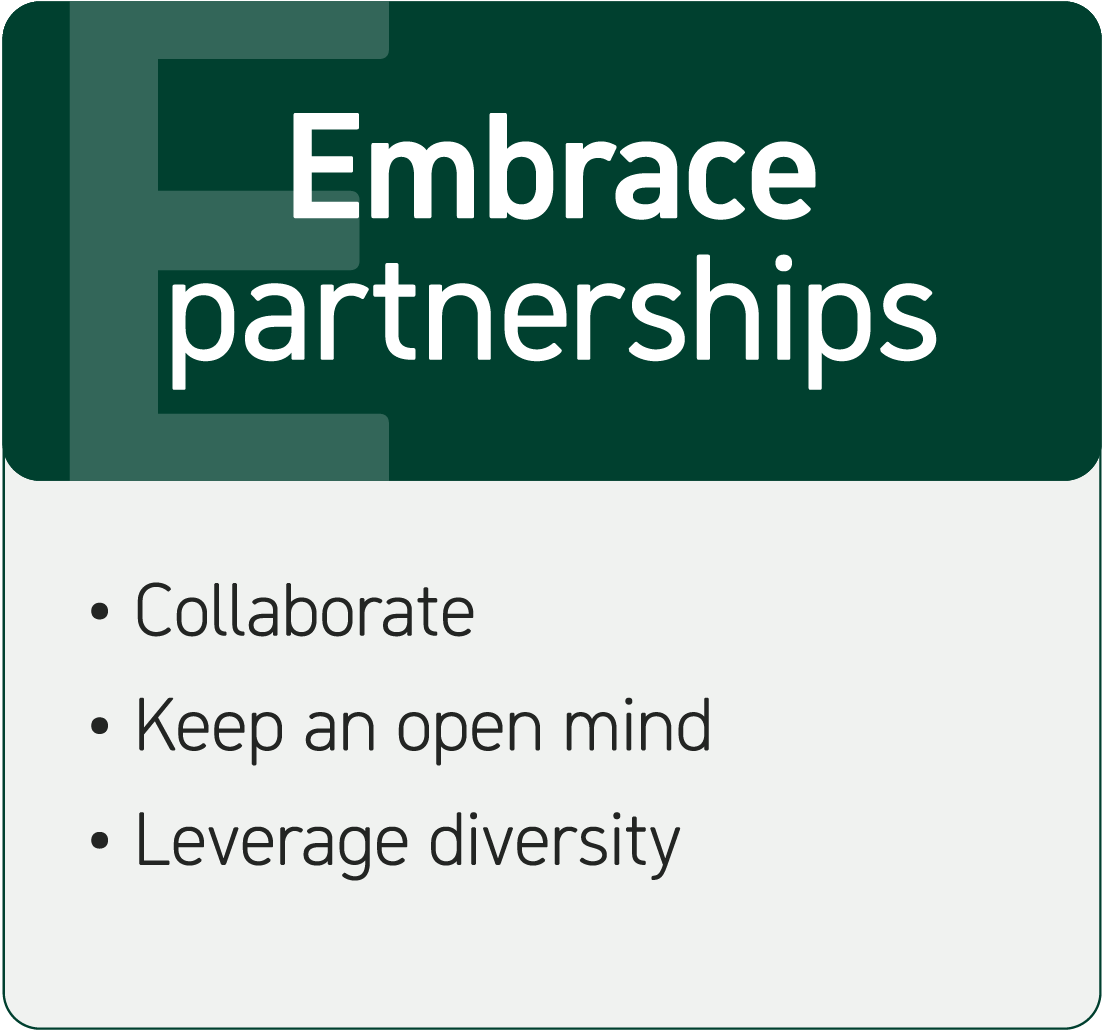 E
Embrace
partnerships
• Collaborate
• Keep an open mind
• Leverage diversity